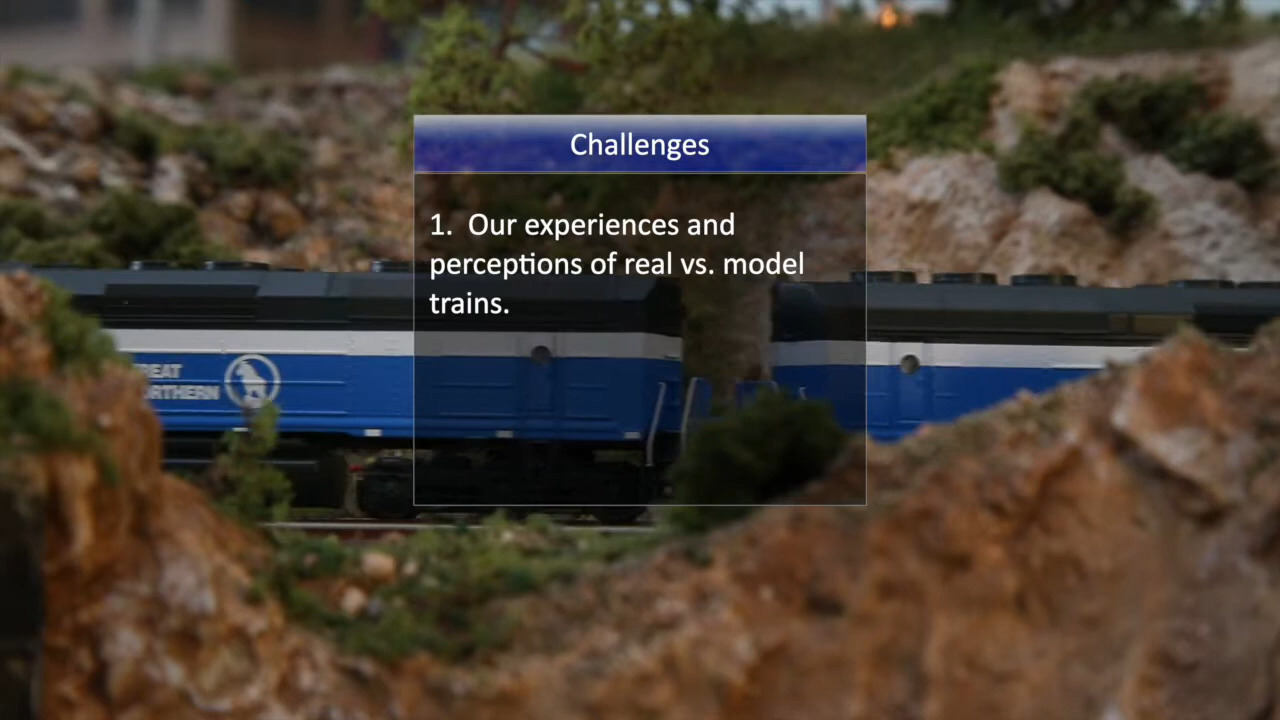 Challenges
1. Our experiences and
perceptions of real vs. model
trains.
REAT
RTHERN